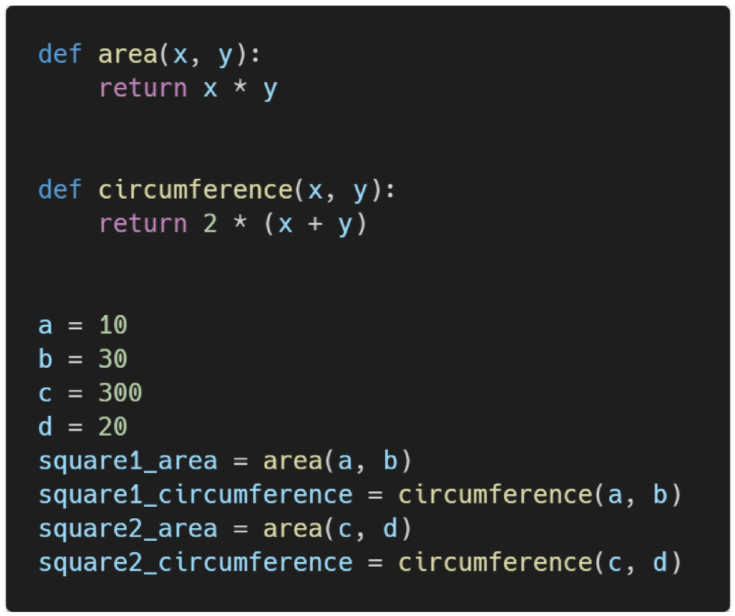 def area(x, y):
    return x * y
def circumference(x, y):
    return 2 * (x + y)
a = 10
b = 30
c = 300
d = 20
square1_area = area(a, b)
square1_circumference = circumference(a, b)
square2_area = area(c, d)
square2_circumference = circumference(c, d)